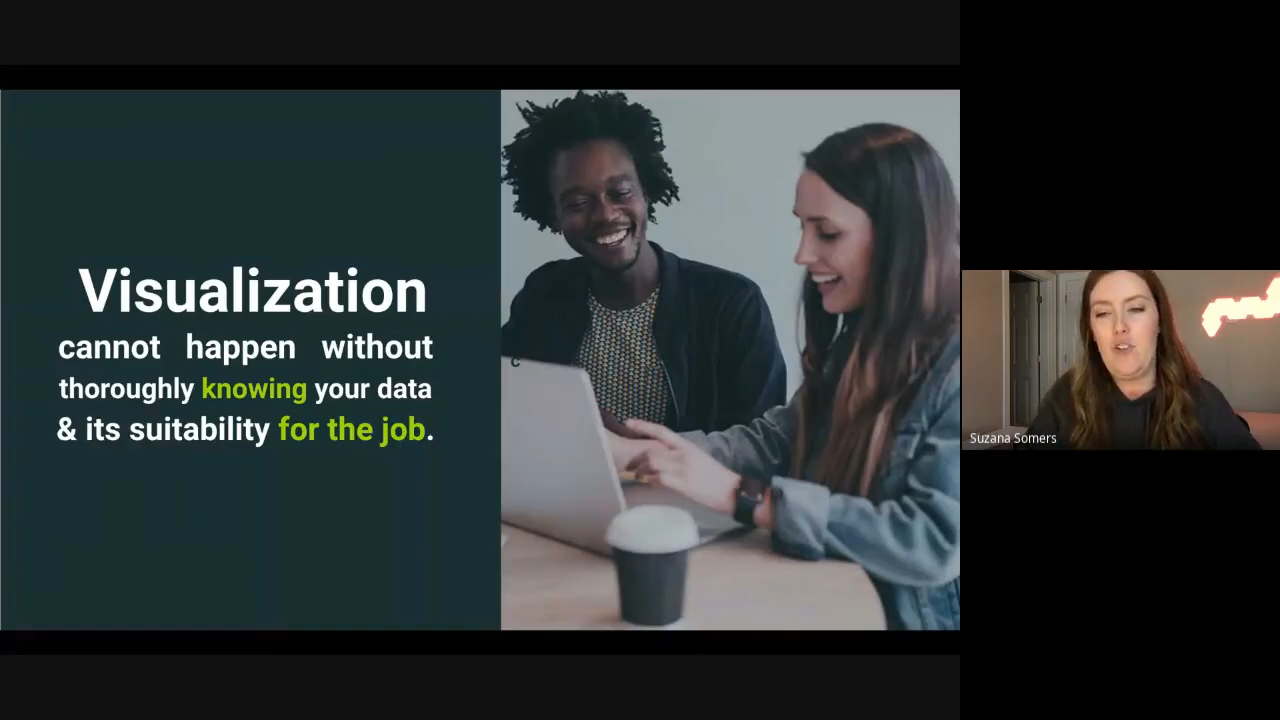 Visualization
cannot happen without
thoroughly knowing your data
& its suitability for the job.
Suzana Somers